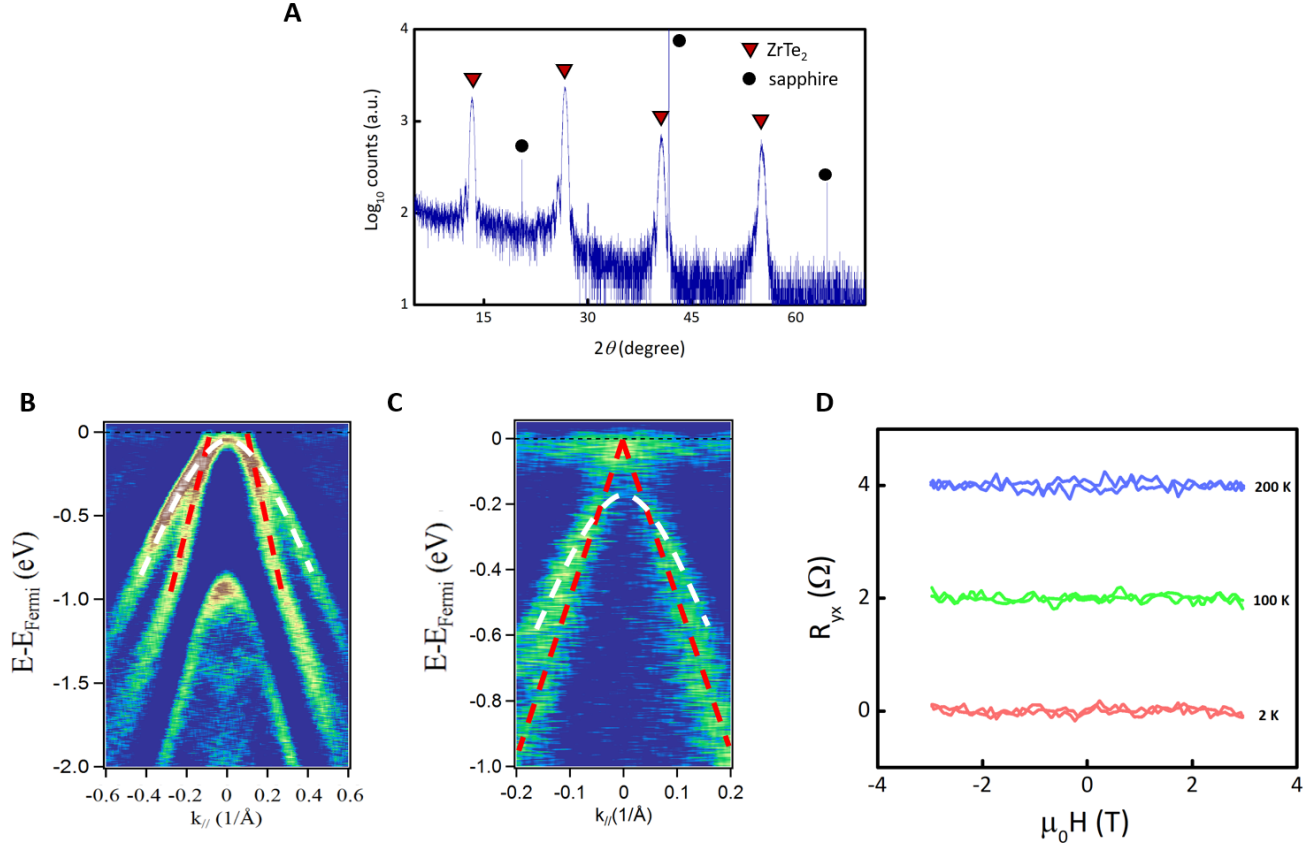 A
4
3
2
1
Log10 counts (a.u.)
ZrTe2
sapphire
15
30
45
60
2θ (degree)
B
0
-0.5
-1.0
-1.5
-2.0
E-EFermi (eV)
-0.6 -0.4 -0.2 0 0.2 0.4 0.6
k// (1/Å)
C
0
-0.2
-0.4
-0.6
-0.8
-1.0
E-EFermi (eV)
-0.2 -0.1 0 0.1 0.2
k//(1/Å)
D
4
2
0
Ryx (Ω)
200 K
100 K
2 K
-4 -2 0 2 4
μ0H (T)